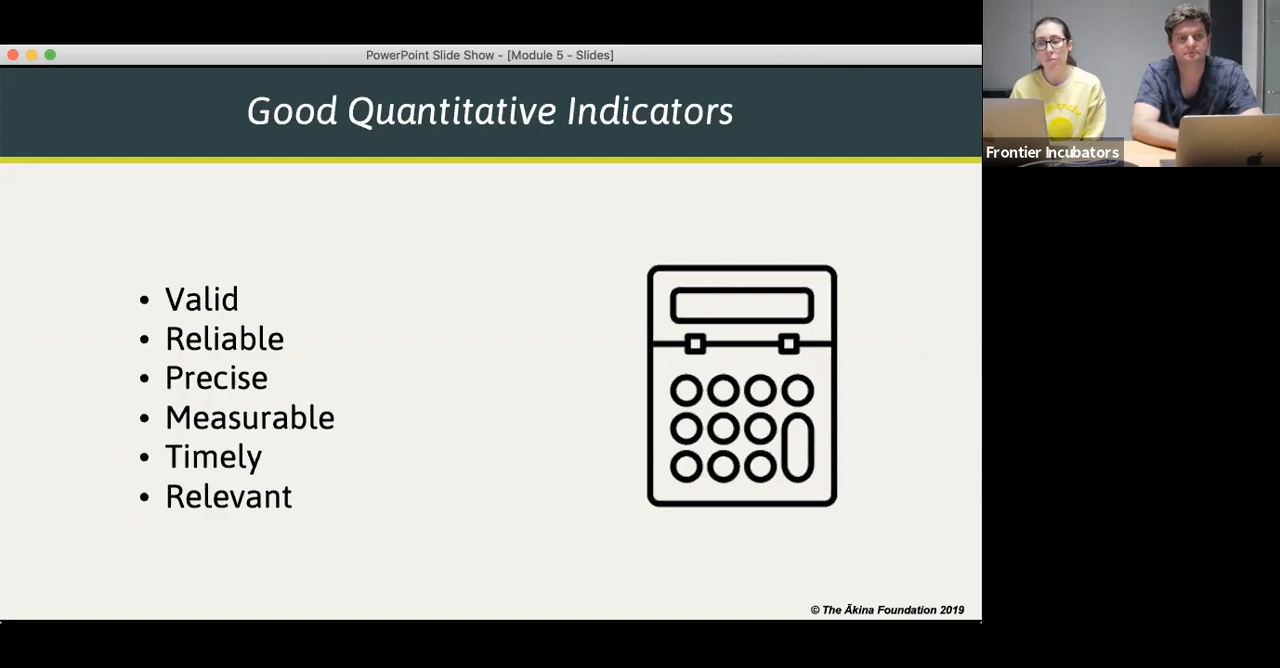 PowerPoint Slide Show - [Module 5 - Slides]
Good Quantitative Indicators
• Valid
• Reliable
• Precise
• Measurable
• Timely
• Relevant
© The Ākina Foundation 2019
Frontier Incubators